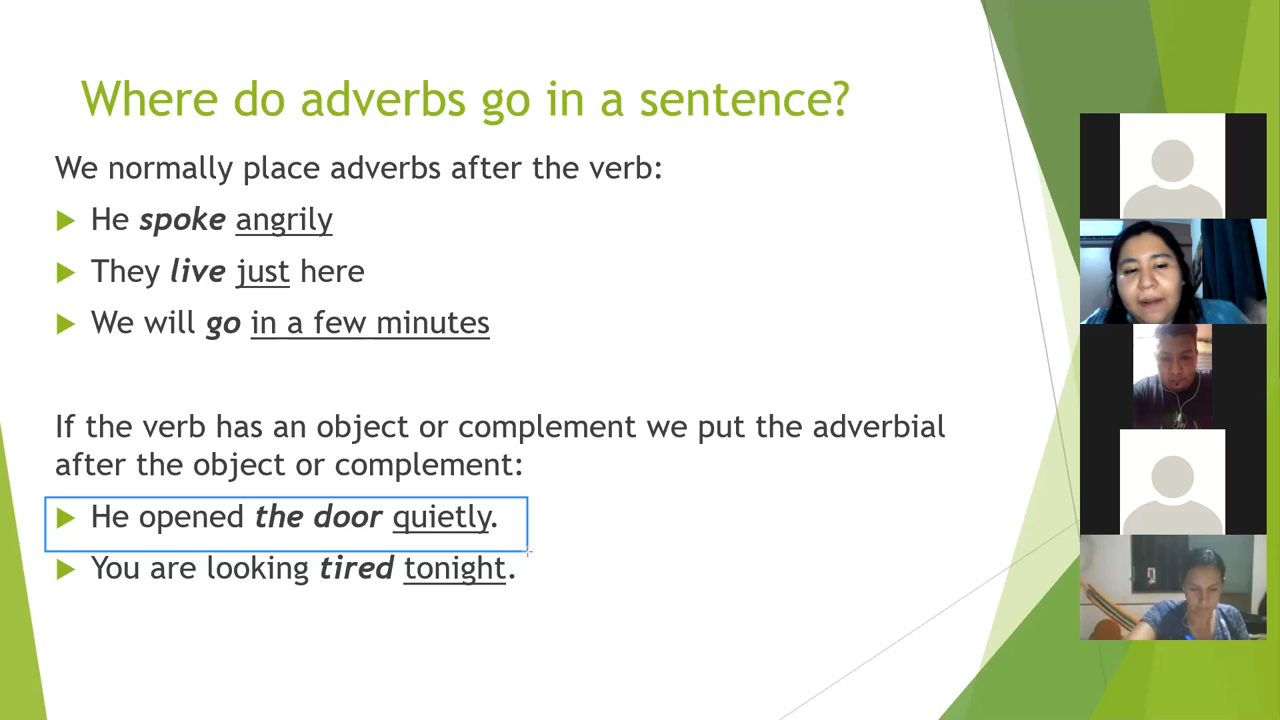 Where do adverbs go in a sentence?
We normally place adverbs after the verb:
He spoke angrily
They live just here
We will go in a few minutes
If the verb has an object or complement we put the adverbial
after the object or complement:
He opened the door quietly.
You are looking tired tonight.